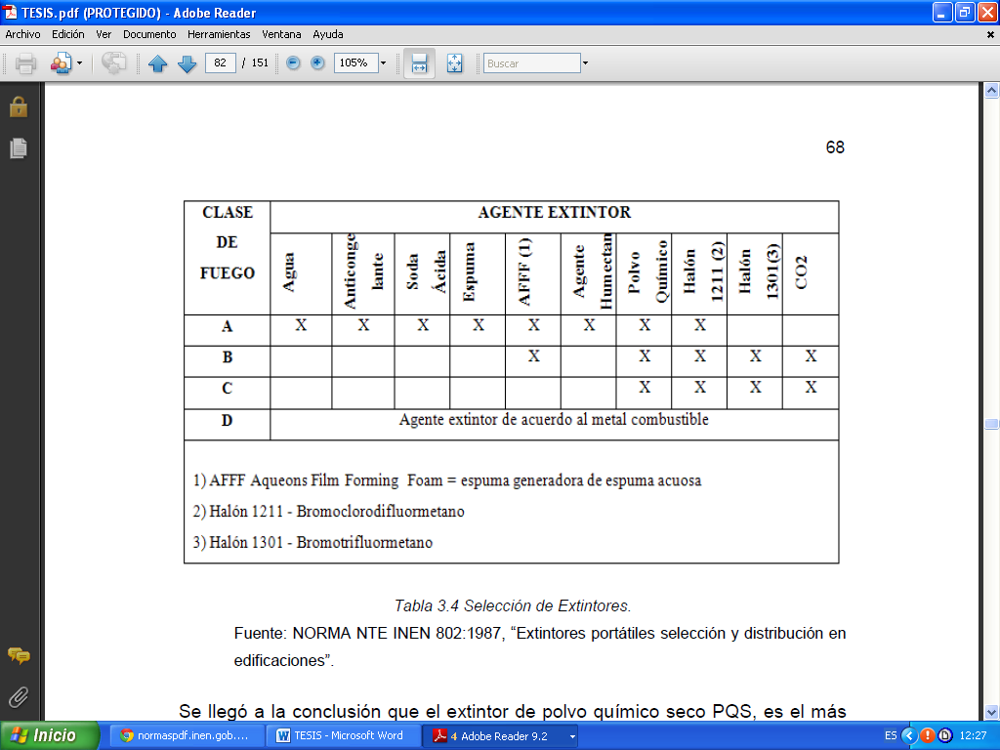 TESIS.pdf (PROTEGIDO) - Adobe Reader
Archivo Edición Ver Documento Herramientas Ventana Ayuda
82 / 151 105% Buscar
68
CLASE DE FUEGO
AGENTE EXTINTOR
Agua
Anticonge lante
Soda Ácida
Espuma
AFFF (1)
Agente Humectan
Polvo Químico
Halón 1211 (2)
Halón 1301(3)
CO2
A X X X X X X X X
B X X X X X
C X X X X
D Agente extintor de acuerdo al metal combustible
1) AFFF Aqueons Film Forming Foam = espuma generadora de espuma acuosa
2) Halón 1211 - Bromoclorodifluormetano
3) Halón 1301 - Bromotrifluormetano
Tabla 3.4 Selección de Extintores.
Fuente: NORMA NTE INEN 802:1987, “Extintores portátiles selección y distribución en
edificaciones”.
Se llegó a la conclusión que el extintor de polvo químico seco PQS, es el más
Inicio normaspdf.inen.gob.... TESIS - Microsoft Word 4 Adobe Reader 9.2 ES 12:27